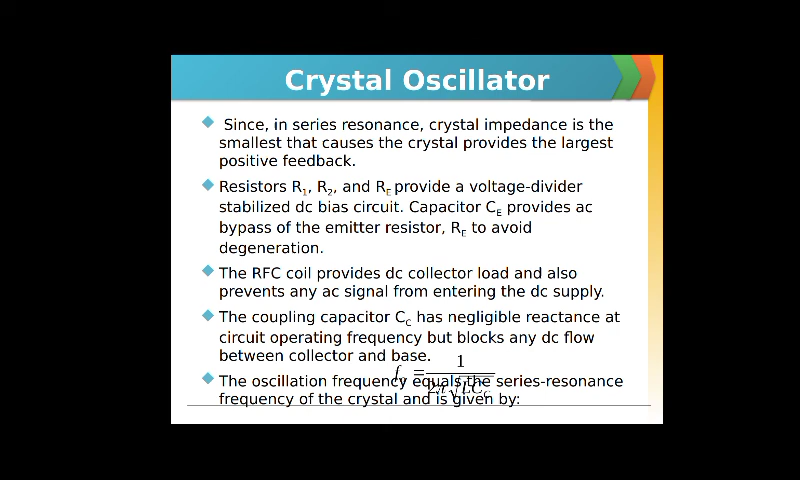 Crystal Oscillator
Since, in series resonance, crystal impedance is the
smallest that causes the crystal provides the largest
positive feedback.
Resistors R₁, R₂, and R_E provide a voltage-divider
stabilized dc bias circuit. Capacitor C_E provides ac
bypass of the emitter resistor, R_E to avoid
degeneration.
The RFC coil provides dc collector load and also
prevents any ac signal from entering the dc supply.
The coupling capacitor C_C has negligible reactance at
circuit operating frequency but blocks any dc flow
between collector and base.
The oscillation frequency equals the series-resonance
frequency of the crystal and is given by: